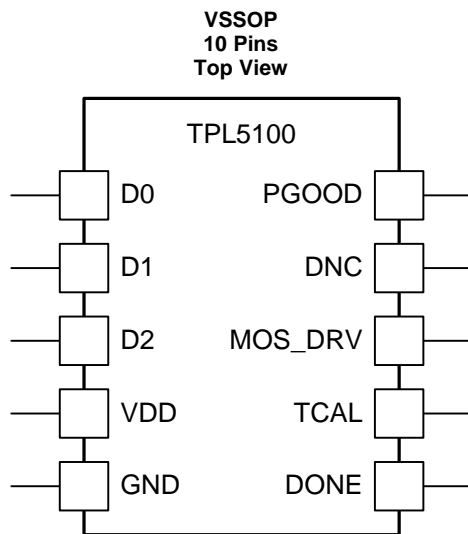 VSSOP
10 Pins
Top View
TPL5100
D0 PGOOD
D1 DNC
D2 MOS_DRV
VDD TCAL
GND DONE